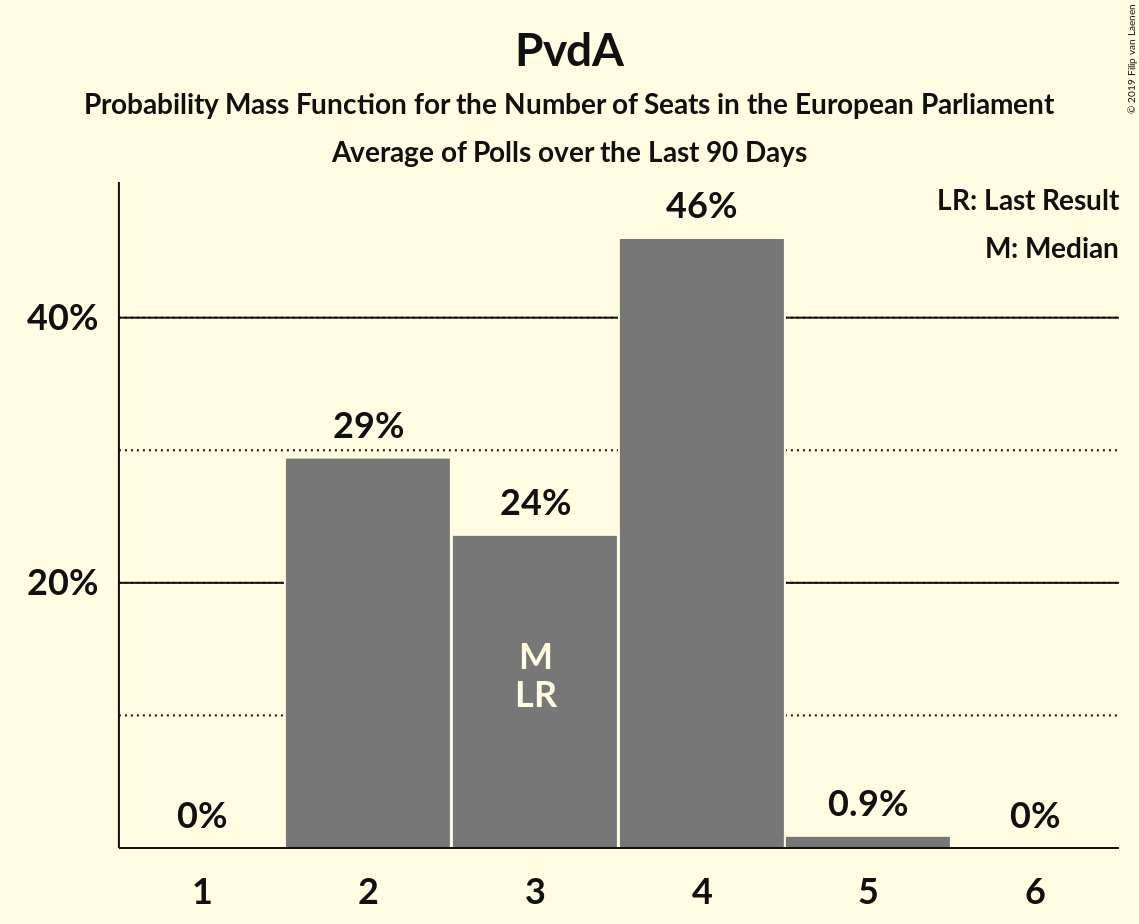 PvdA
Probability Mass Function for the Number of Seats in the European Parliament
Average of Polls over the Last 90 Days
© 2019 Filip van Laenen
LR: Last Result
M: Median
46%
40%
29%
24%
20%
M
LR
0%
0.9%
0%
1 2 3 4 5 6